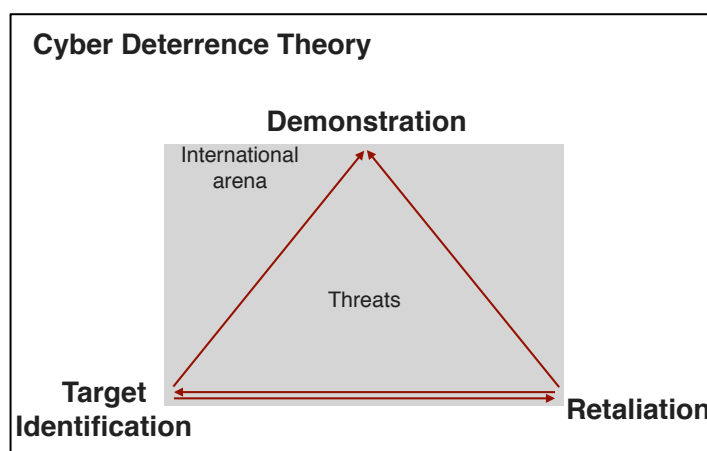 Cyber Deterrence Theory
Demonstration
International
arena
Threats
Target
Identification
Retaliation